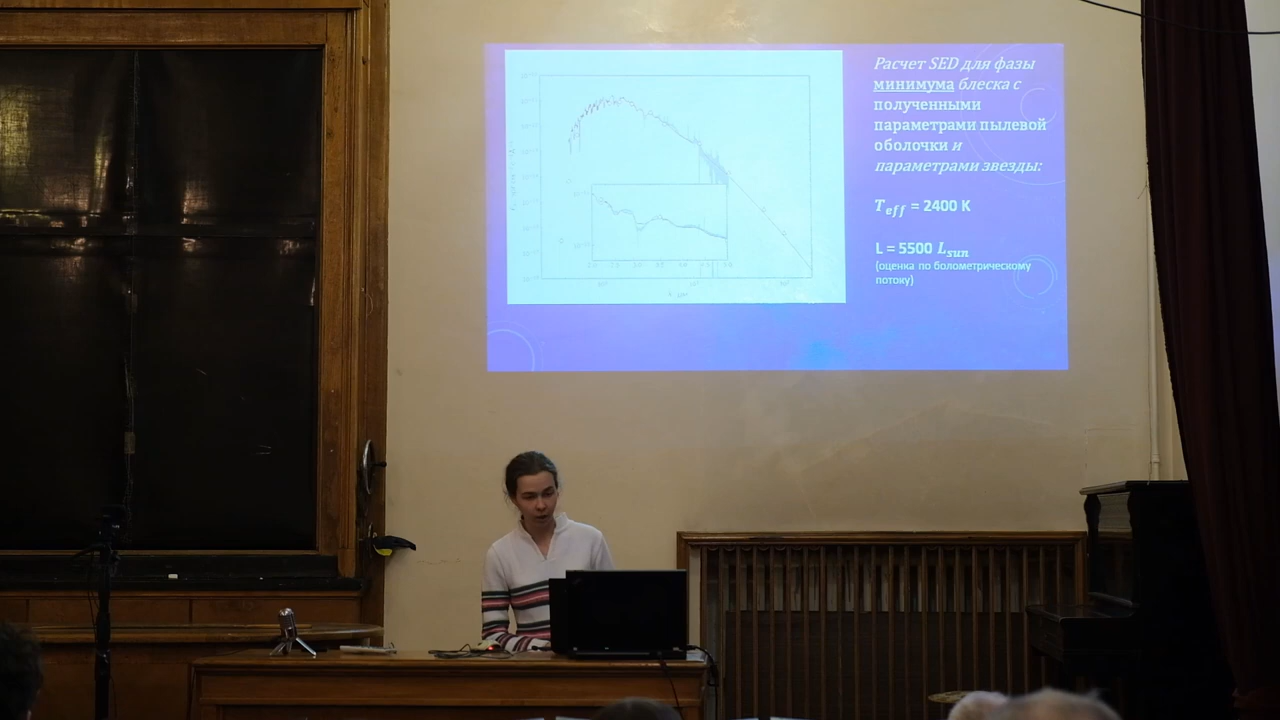 Расчет SED для фазы
минимума блеска с
полученными
параметрами пылевой
оболочки и
параметрами звезды:
T_eff = 2400 K
L = 5500 L_sun
(оценка по болометрическому
потоку)